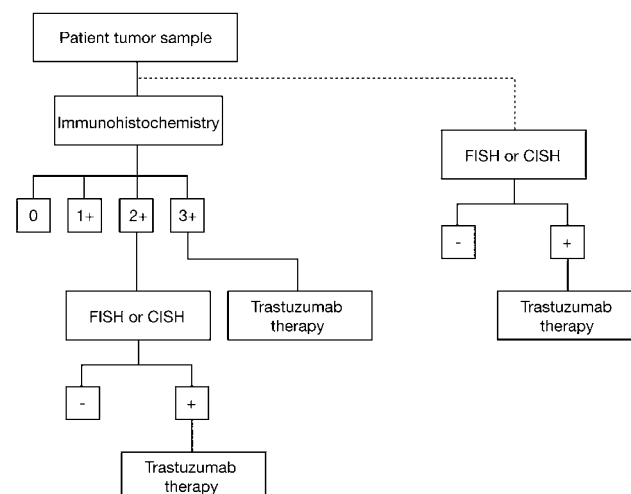 Patient tumor sample
Immunohistochemistry
FISH or CISH
0
1+
2+
3+
-
+
FISH or CISH
Trastuzumab
therapy
Trastuzumab
therapy
-
+
Trastuzumab
therapy